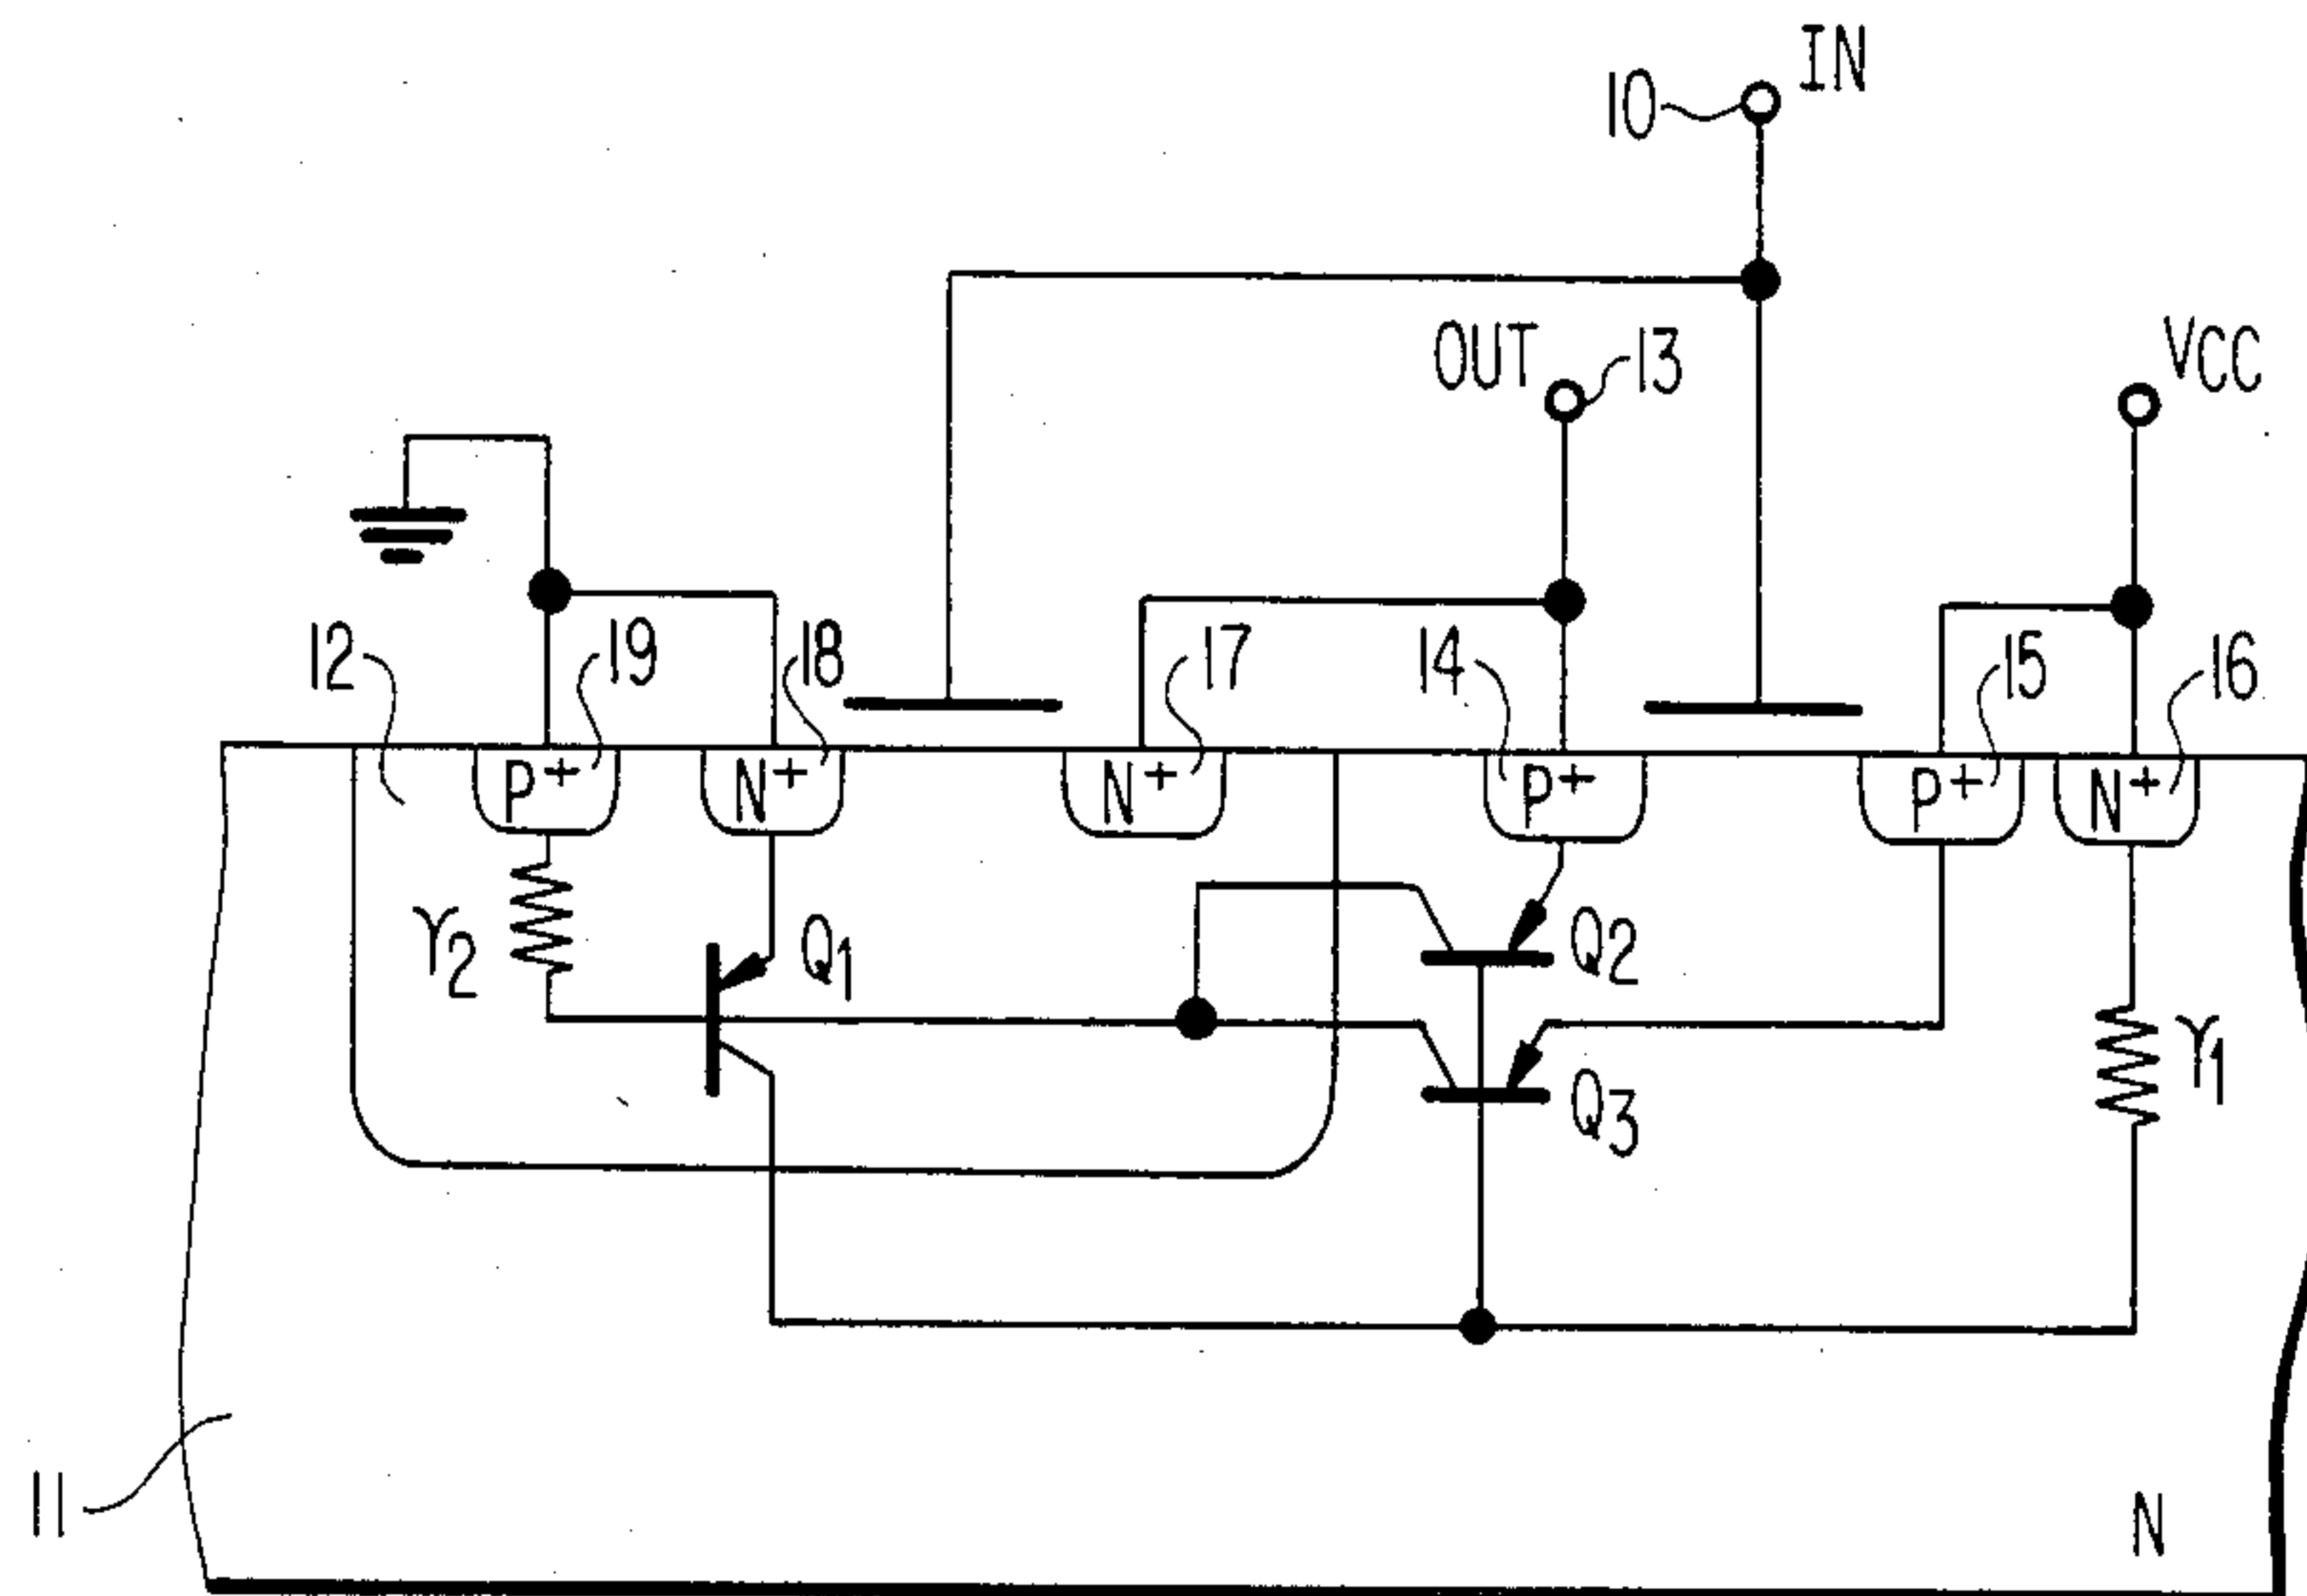 10 IN
OUT 13
VCC
12 19 18 17 14 15 16
P+ N+ N+ P+ P+ N+
γ2 Q1 Q2
Q3 γ1
11
N